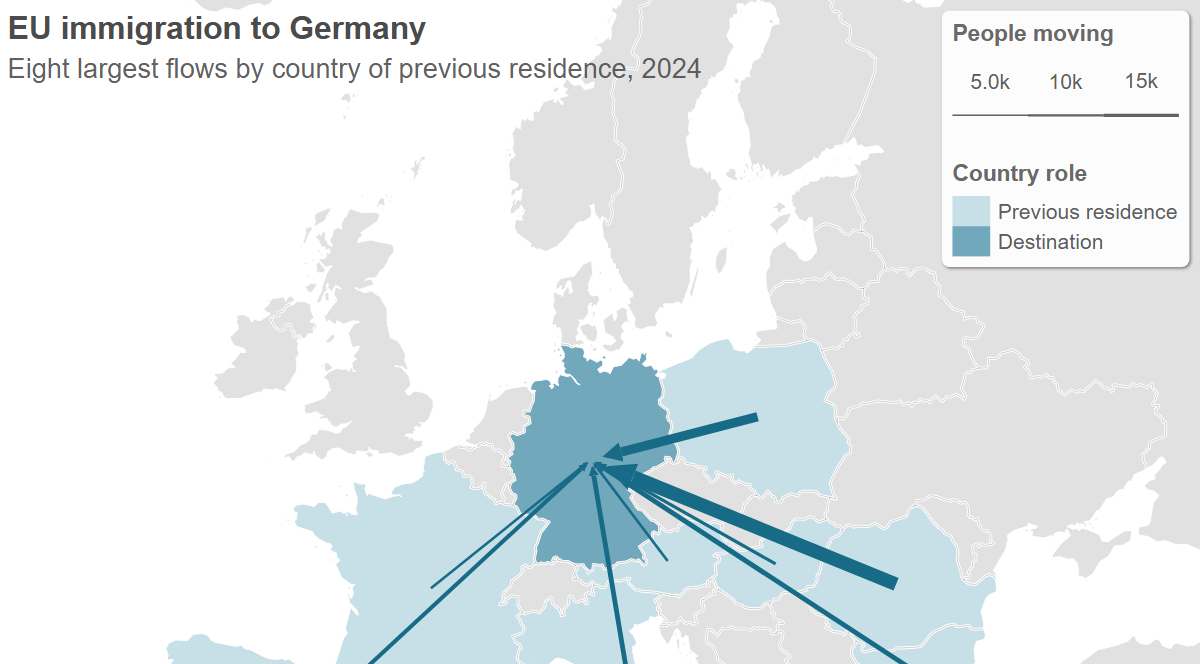 EU immigration to Germany
Eight largest flows by country of previous residence, 2024
People moving
5.0k 10k 15k
Country role
Previous residence
Destination